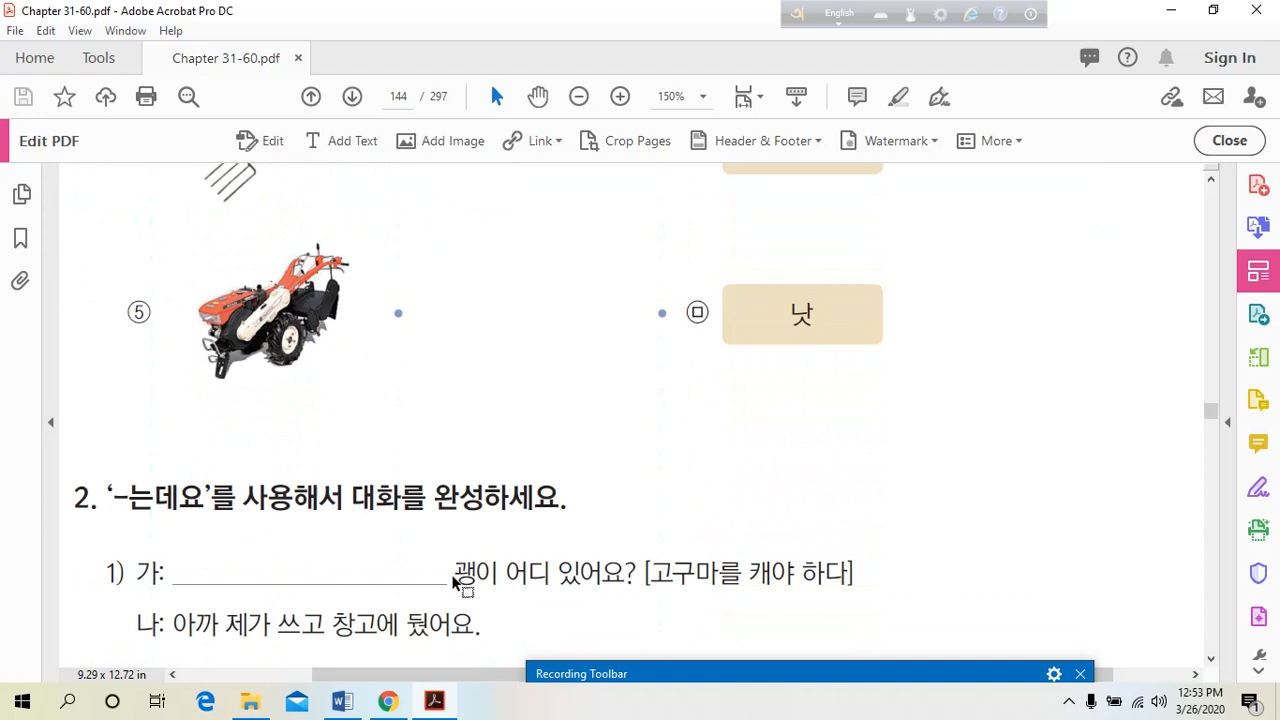 Chapter 31-60.pdf - Adobe Acrobat Pro DC
English
File Edit View Window Help
Home Tools Chapter 31-60.pdf × Sign In
144 / 297 150%
Edit PDF Edit Add Text Add Image Link Crop Pages Header & Footer Watermark More Close
⑤ ㉤ 낫
2. ‘-는데요’를 사용해서 대화를 완성하세요.
1) 가: 괭이 어디 있어요? [고구마를 캐야 하다]
나: 아까 제가 쓰고 창고에 뒀어요.
9.29 x 12.72 in
Recording Toolbar
12:53 PM
3/26/2020